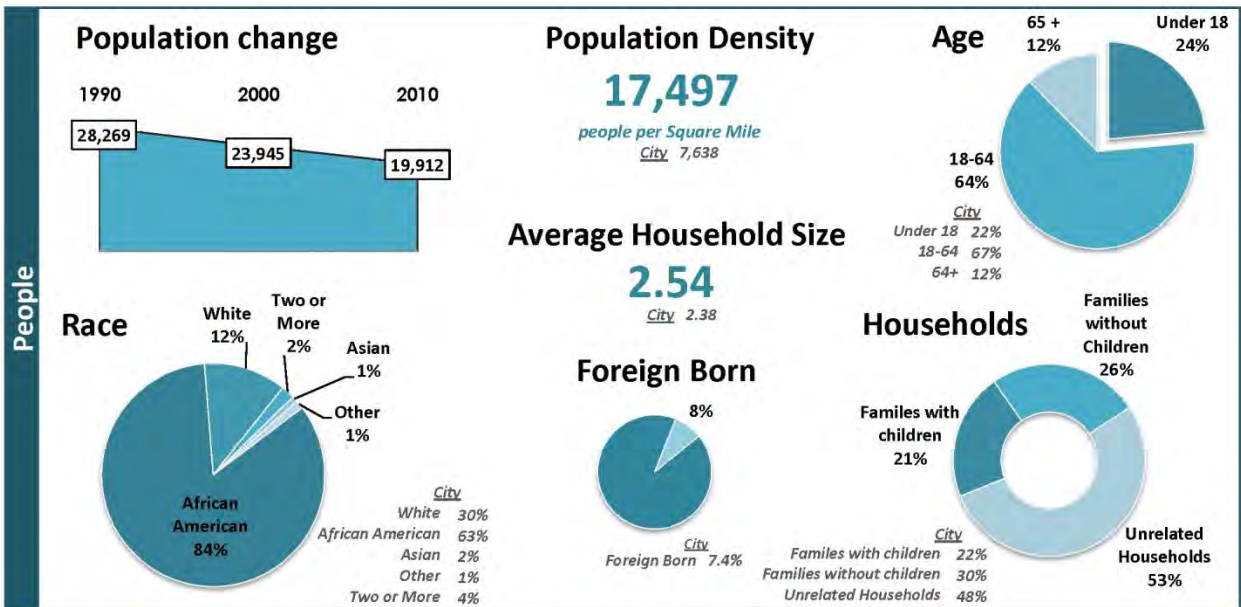 People
Population change
1990
2000
2010
28,269
23,945
19,912
Population Density
17,497
people per Square Mile
City 7,638
Age
65 +
12%
Under 18
24%
18-64
64%
City
Under 18 22%
18-64 67%
64+ 12%
Average Household Size
2.54
City 2.38
Race
White
12%
Two or
More
2%
Asian
1%
Other
1%
African
American
84%
City
White 30%
African American 63%
Asian 2%
Other 1%
Two or More 4%
Foreign Born
8%
City
Foreign Born 7.4%
Households
Families
without
Children
26%
Familes with
children
21%
Unrelated
Households
53%
City
Familes with children 22%
Familles without children 30%
Unrelated Households 48%